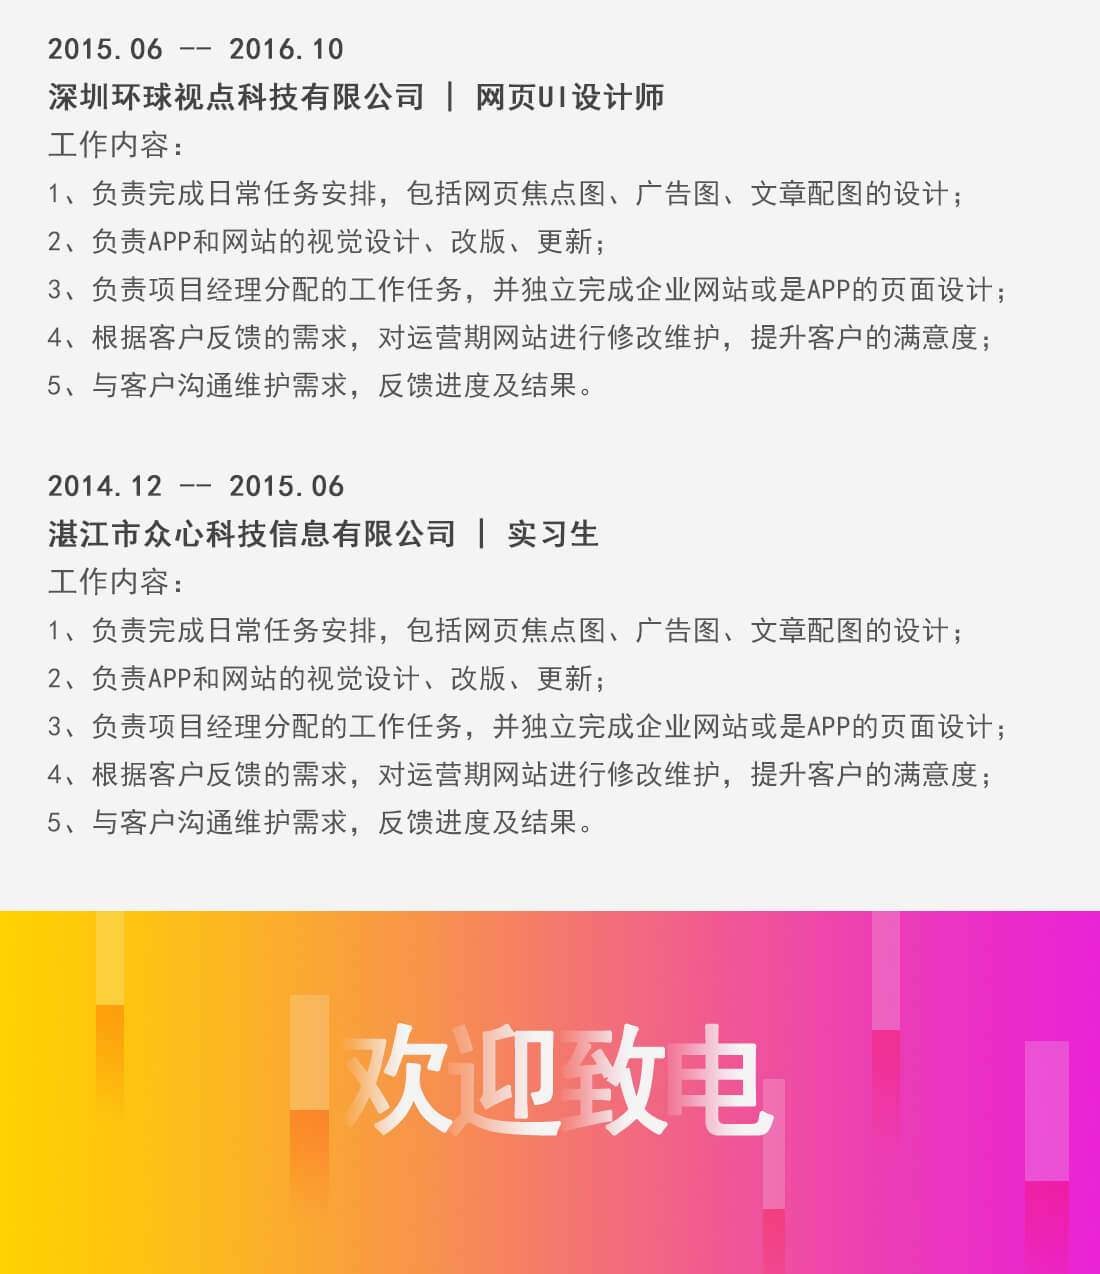 2015.06 -- 2016.10
深圳环球视点科技有限公司 | 网页UI设计师
工作内容:
1、负责完成日常任务安排，包括网页焦点图、广告图、文章配图的设计；
2、负责APP和网站的视觉设计、改版、更新；
3、负责项目经理分配的工作任务，并独立完成企业网站或是APP的页面设计；
4、根据客户反馈的需求，对运营期网站进行修改维护，提升客户的满意度；
5、与客户沟通维护需求，反馈进度及结果。
2014.12 -- 2015.06
湛江市众心科技信息有限公司 | 实习生
工作内容:
1、负责完成日常任务安排，包括网页焦点图、广告图、文章配图的设计；
2、负责APP和网站的视觉设计、改版、更新；
3、负责项目经理分配的工作任务，并独立完成企业网站或是APP的页面设计；
4、根据客户反馈的需求，对运营期网站进行修改维护，提升客户的满意度；
5、与客户沟通维护需求，反馈进度及结果。
欢迎致电